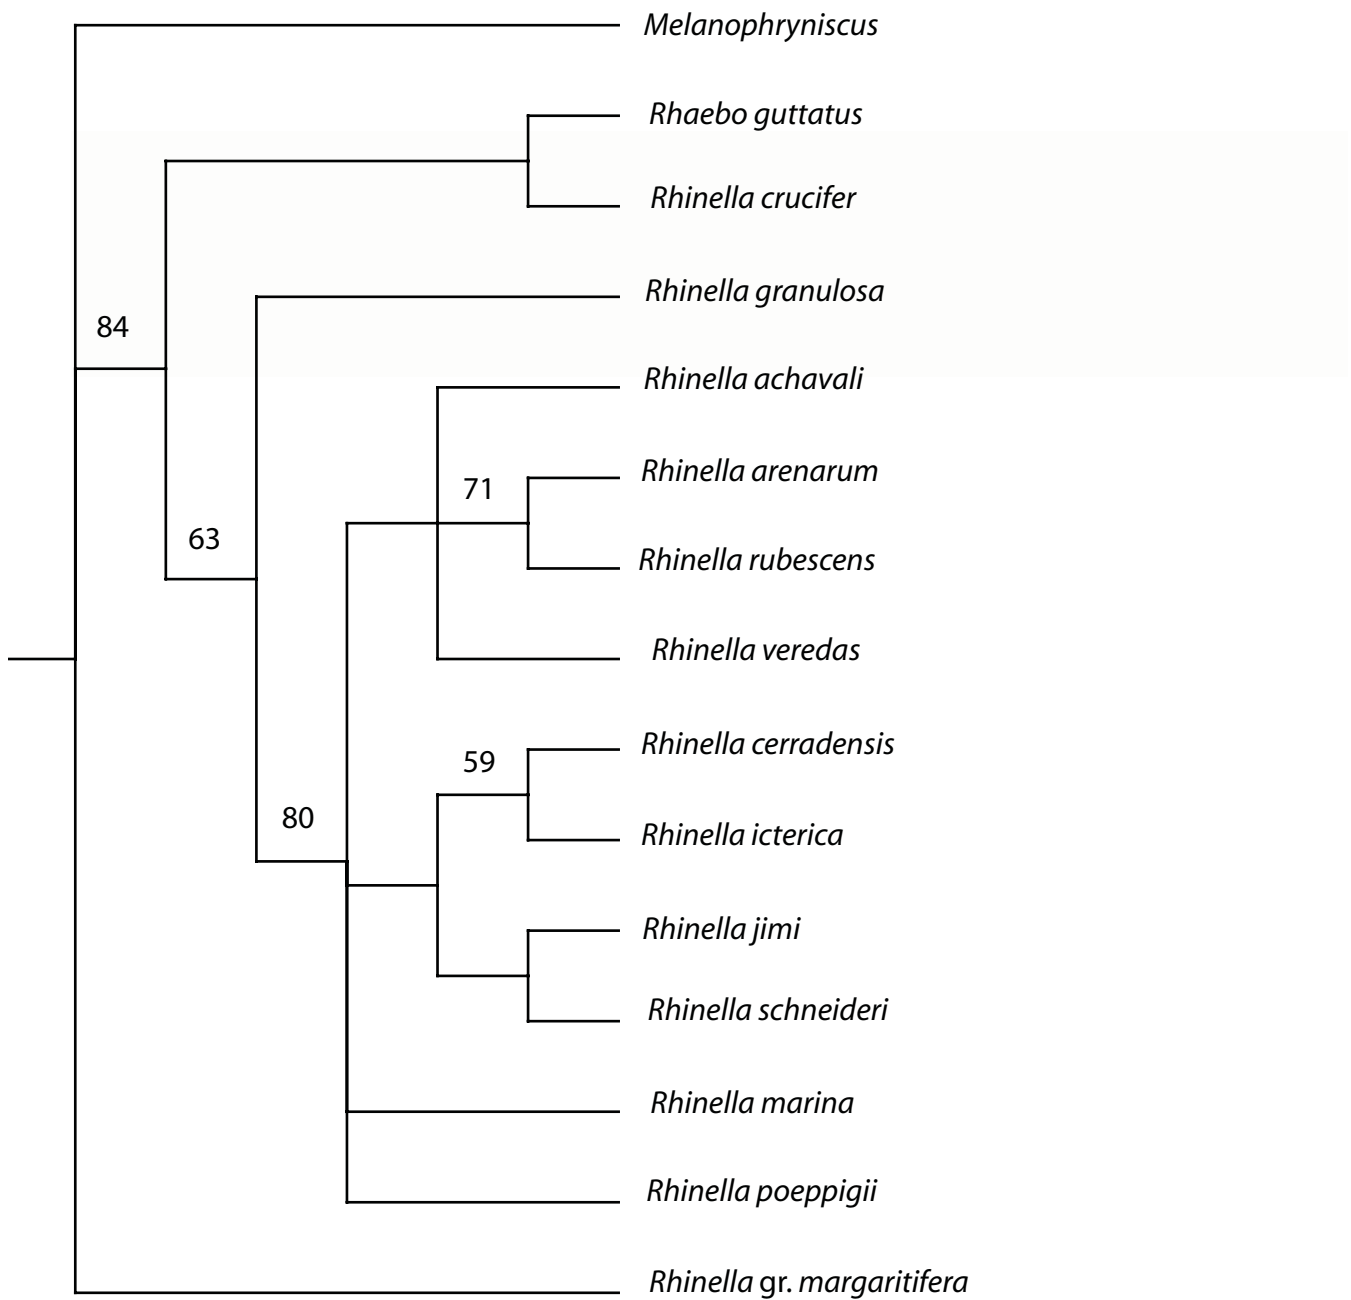 Melanophryniscus
Rhaebo guttatus
Rhinella crucifer
Rhinella granulosa
84
Rhinella achavali
Rhinella arenarum
71
63
Rhinella rubescens
Rhinella veredas
Rhinella cerradensis
59
80
Rhinella icterica
Rhinella jimi
Rhinella schneideri
Rhinella marina
Rhinella poeppigii
Rhinella gr. margaritifera